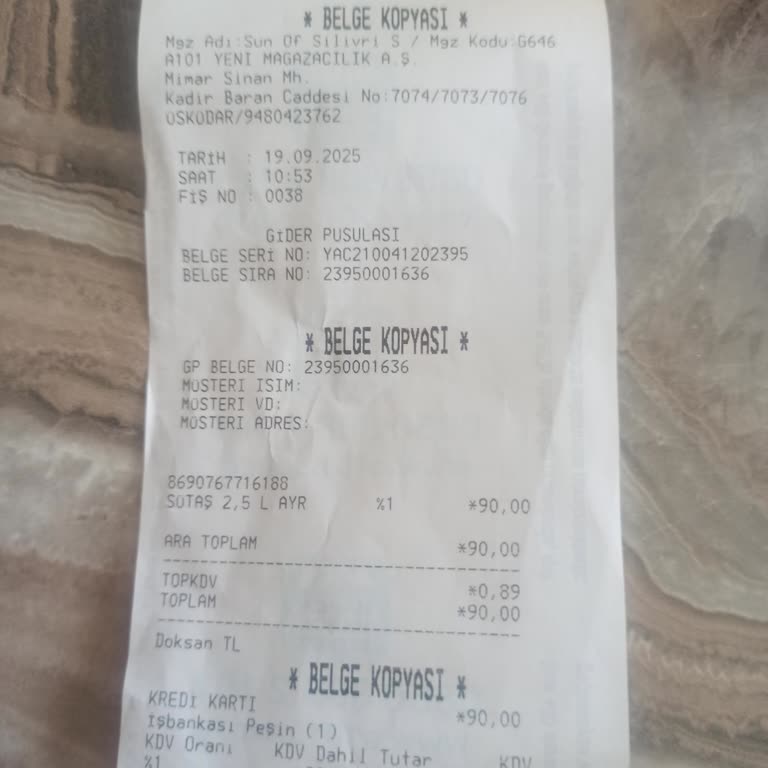 * BELGE KOPYASI *
Mgz Adı:Sun Of Silivri S / Mgz Kodu:G646
A101 YENİ MAGAZACILIK A.Ş.
Mimar Sinan Mh.
Kadir Baran Caddesi No:7074/7073/7076
ÜSKÜDAR/9480423762
TARİH : 19.09.2025
SAAT : 10:53
FİŞ NO : 0038
GİDER PUSULASI
BELGE SERİ NO: YAC210041202395
BELGE SIRA NO: 23950001636
* BELGE KOPYASI *
GP BELGE NO: 23950001636
MÜŞTERİ ISIM:
MÜŞTERİ VD:
MÜŞTERİ ADRES:
8690767716188
SÜTAŞ 2,5 L AYR %1 *90,00
ARA TOPLAM *90,00
TOPKDV *0,89
TOPLAM *90,00
Doksan TL
* BELGE KOPYASI *
KREDİ KARTI *90,00
İşbankası Peşin (1)
KDV Oranı KDV Dahil Tutar KDV
%1